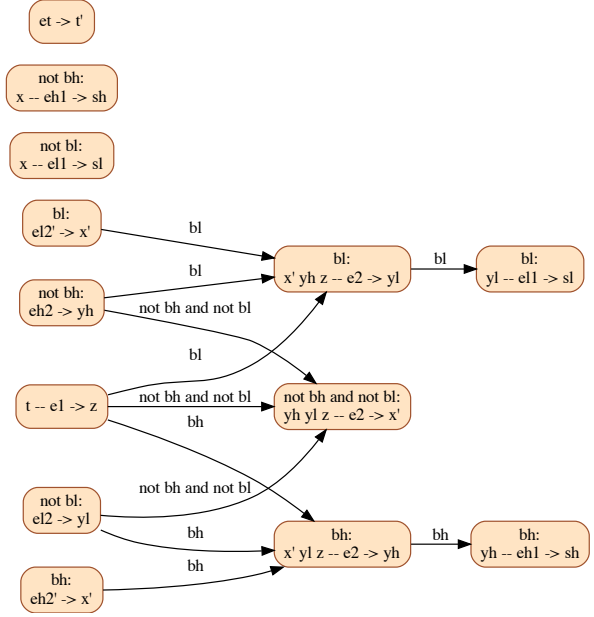 et -> t'
not bh:
x -- eh1 -> sh
not bl:
x -- el1 -> sl
bl:
el2' -> x'
bl
bl:
x' yh z -- e2 -> yl
bl
bl:
yl -- el1 -> sl
not bh:
eh2 -> yh
bl
not bh and not bl
bl
t -- e1 -> z
not bh and not bl
bh
not bh and not bl:
yh yl z -- e2 -> x'
not bl:
el2 -> yl
not bh and not bl
bh
bh:
x' yl z -- e2 -> yh
bh
bh:
yh -- eh1 -> sh
bh:
eh2' -> x'
bh